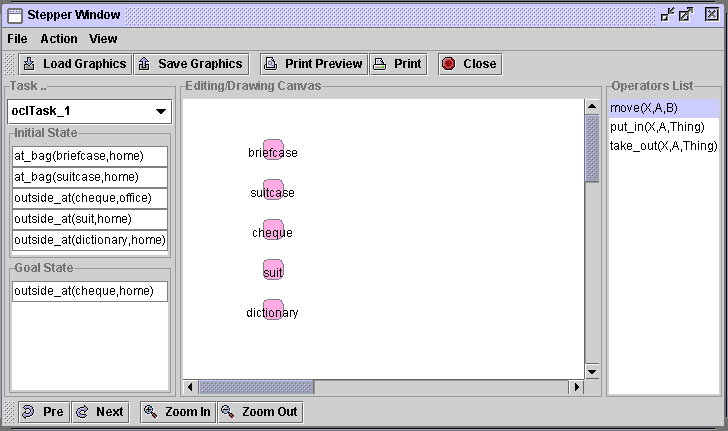 Stepper Window
File Action View
Load Graphics Save Graphics Print Preview Print Close
Task ..
oclTask_1
Initial State
at_bag(briefcase,home)
at_bag(suitcase,home)
outside_at(cheque,office)
outside_at(suit,home)
outside_at(dictionary,home)
Goal State
outside_at(cheque,home)
Editing/Drawing Canvas
briefcase
suitcase
cheque
suit
dictionary
Operators List
move(X,A,B)
put_in(X,A,Thing)
take_out(X,A,Thing)
Pre Next Zoom In Zoom Out